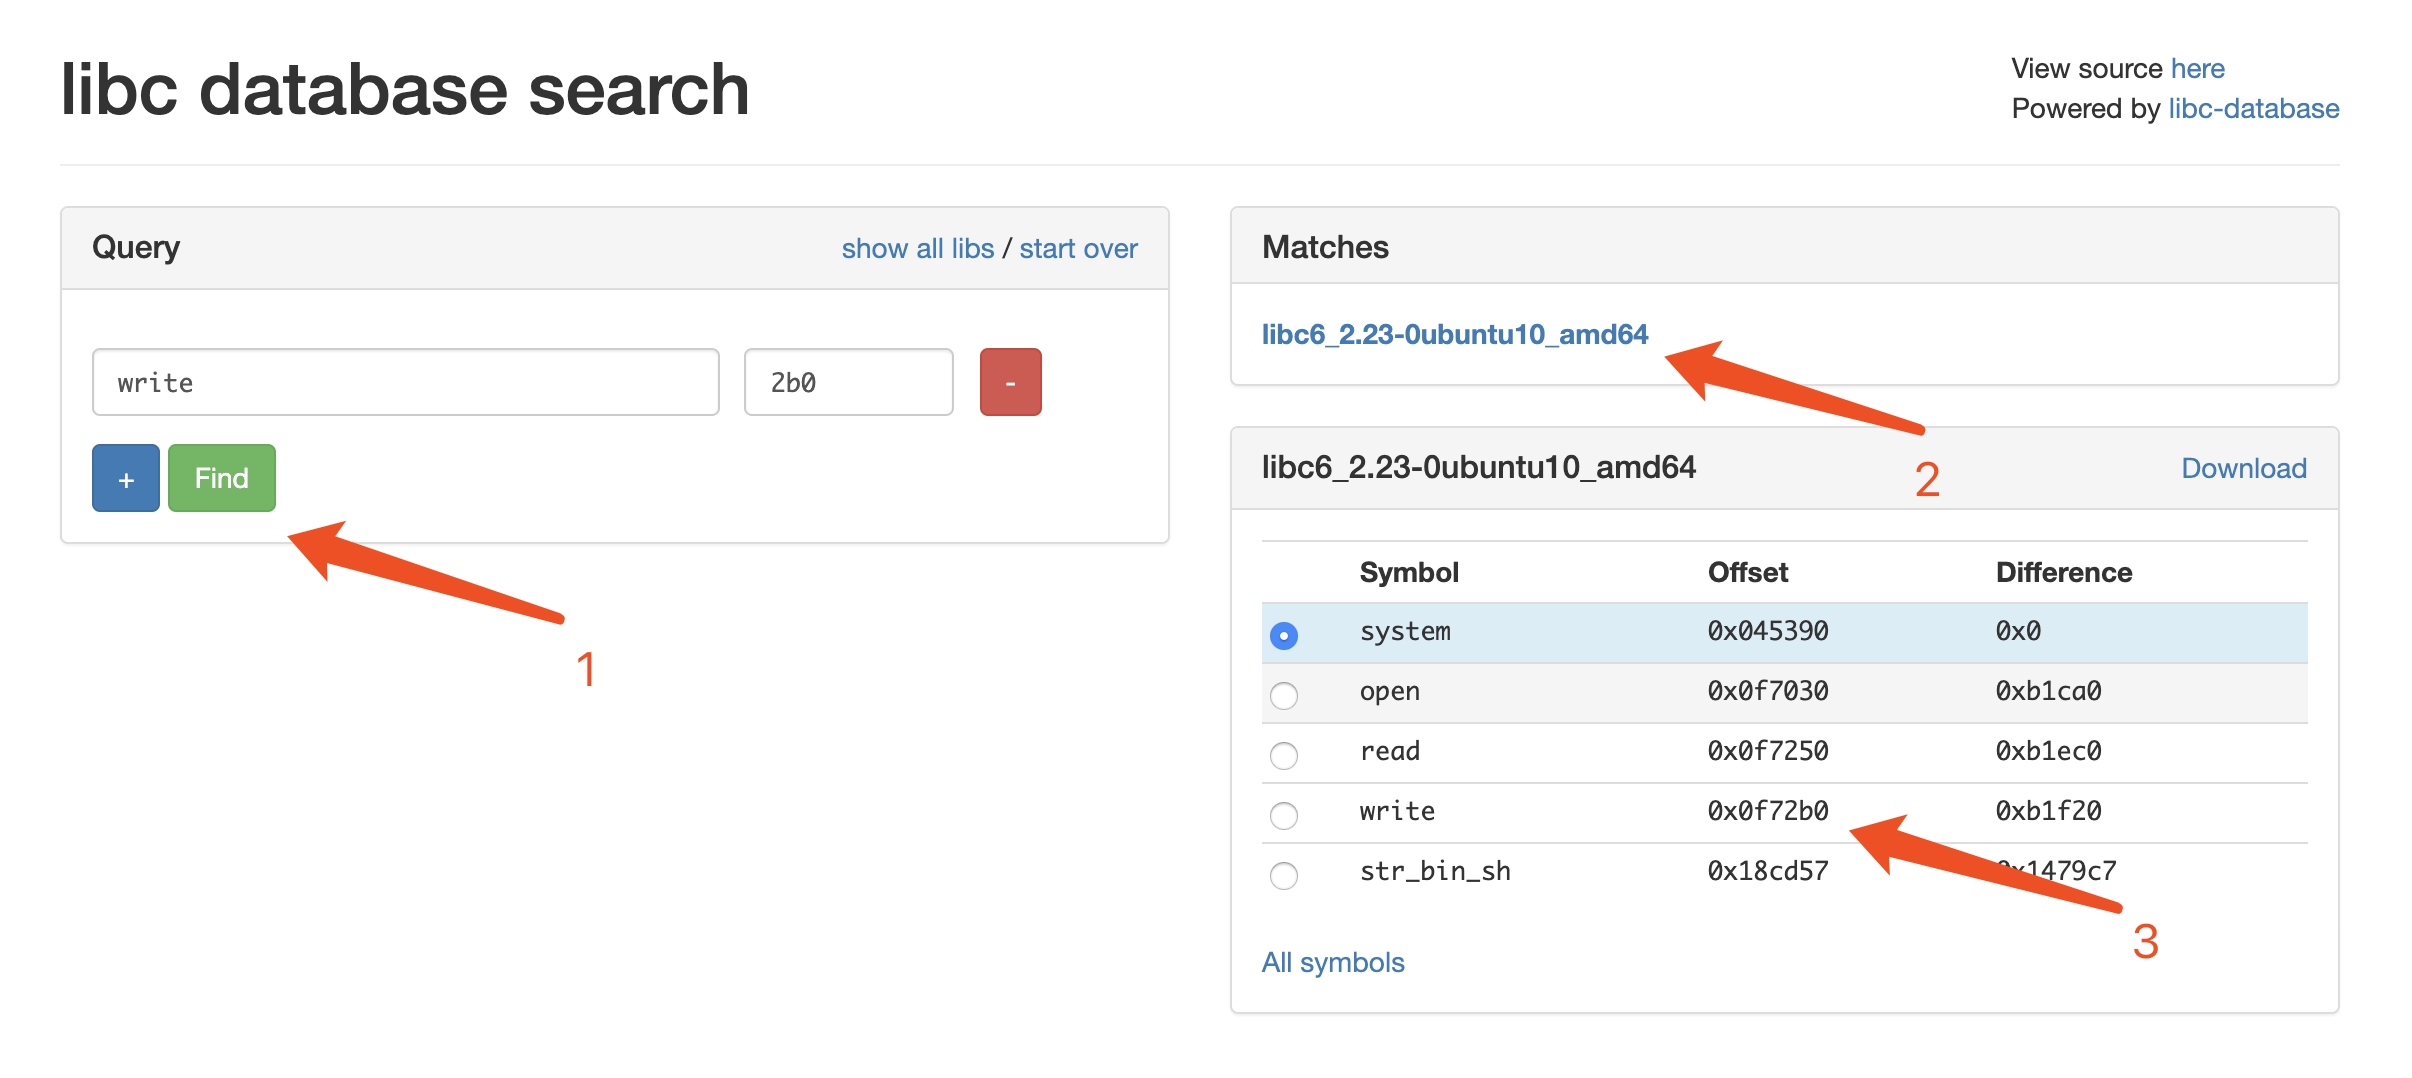 libc database search
View source here
Powered by libc-database
Query
show all libs / start over
write
2b0
-
+
Find
1
Matches
libc6_2.23-0ubuntu10_amd64
2
libc6_2.23-0ubuntu10_amd64
Download
Symbol Offset Difference
system 0x045390 0x0
open 0x0f7030 0xb1ca0
read 0x0f7250 0xb1ec0
write 0x0f72b0 0xb1f20
str_bin_sh 0x18cd57 0x1479c7
3
All symbols